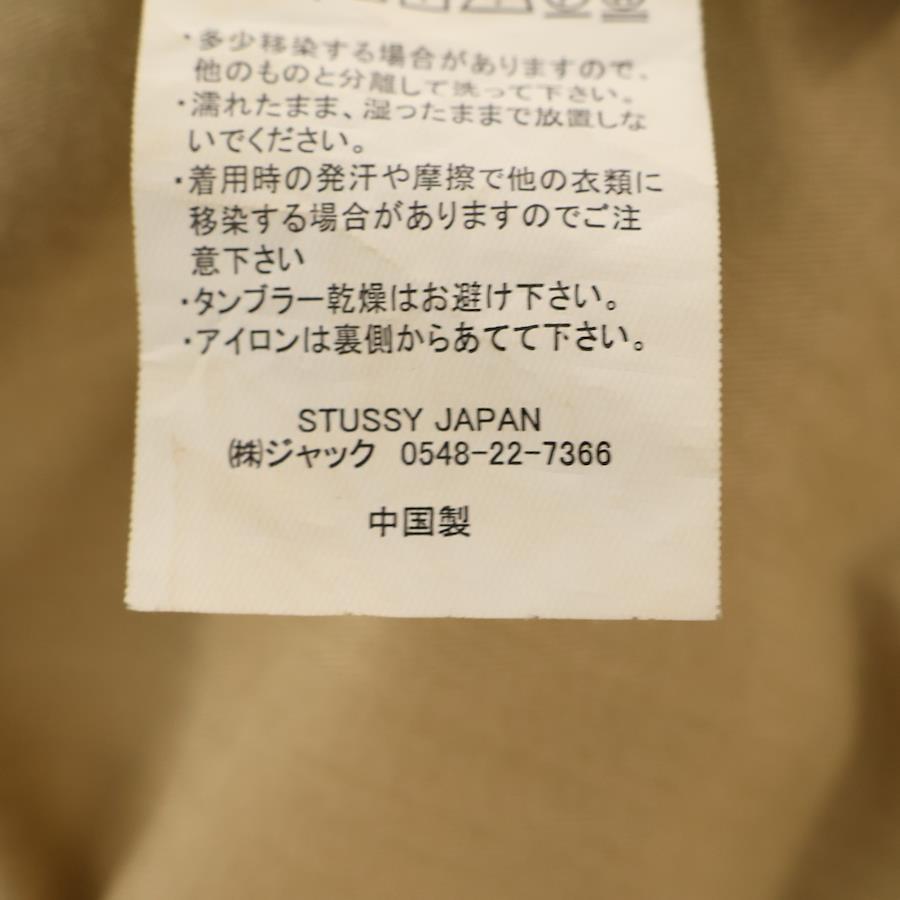 ・多少移染する場合がありますので、
他のものと分離して洗って下さい。
・濡れたまま、湿ったままで放置しな
いでください。
・着用時の発汗や摩擦で他の衣類に
移染する場合がありますのでご注
意下さい
・タンブラー乾燥はお避け下さい。
・アイロンは裏側からあてて下さい。
STUSSY JAPAN
㈱ジャック 0548-22-7366
中国製